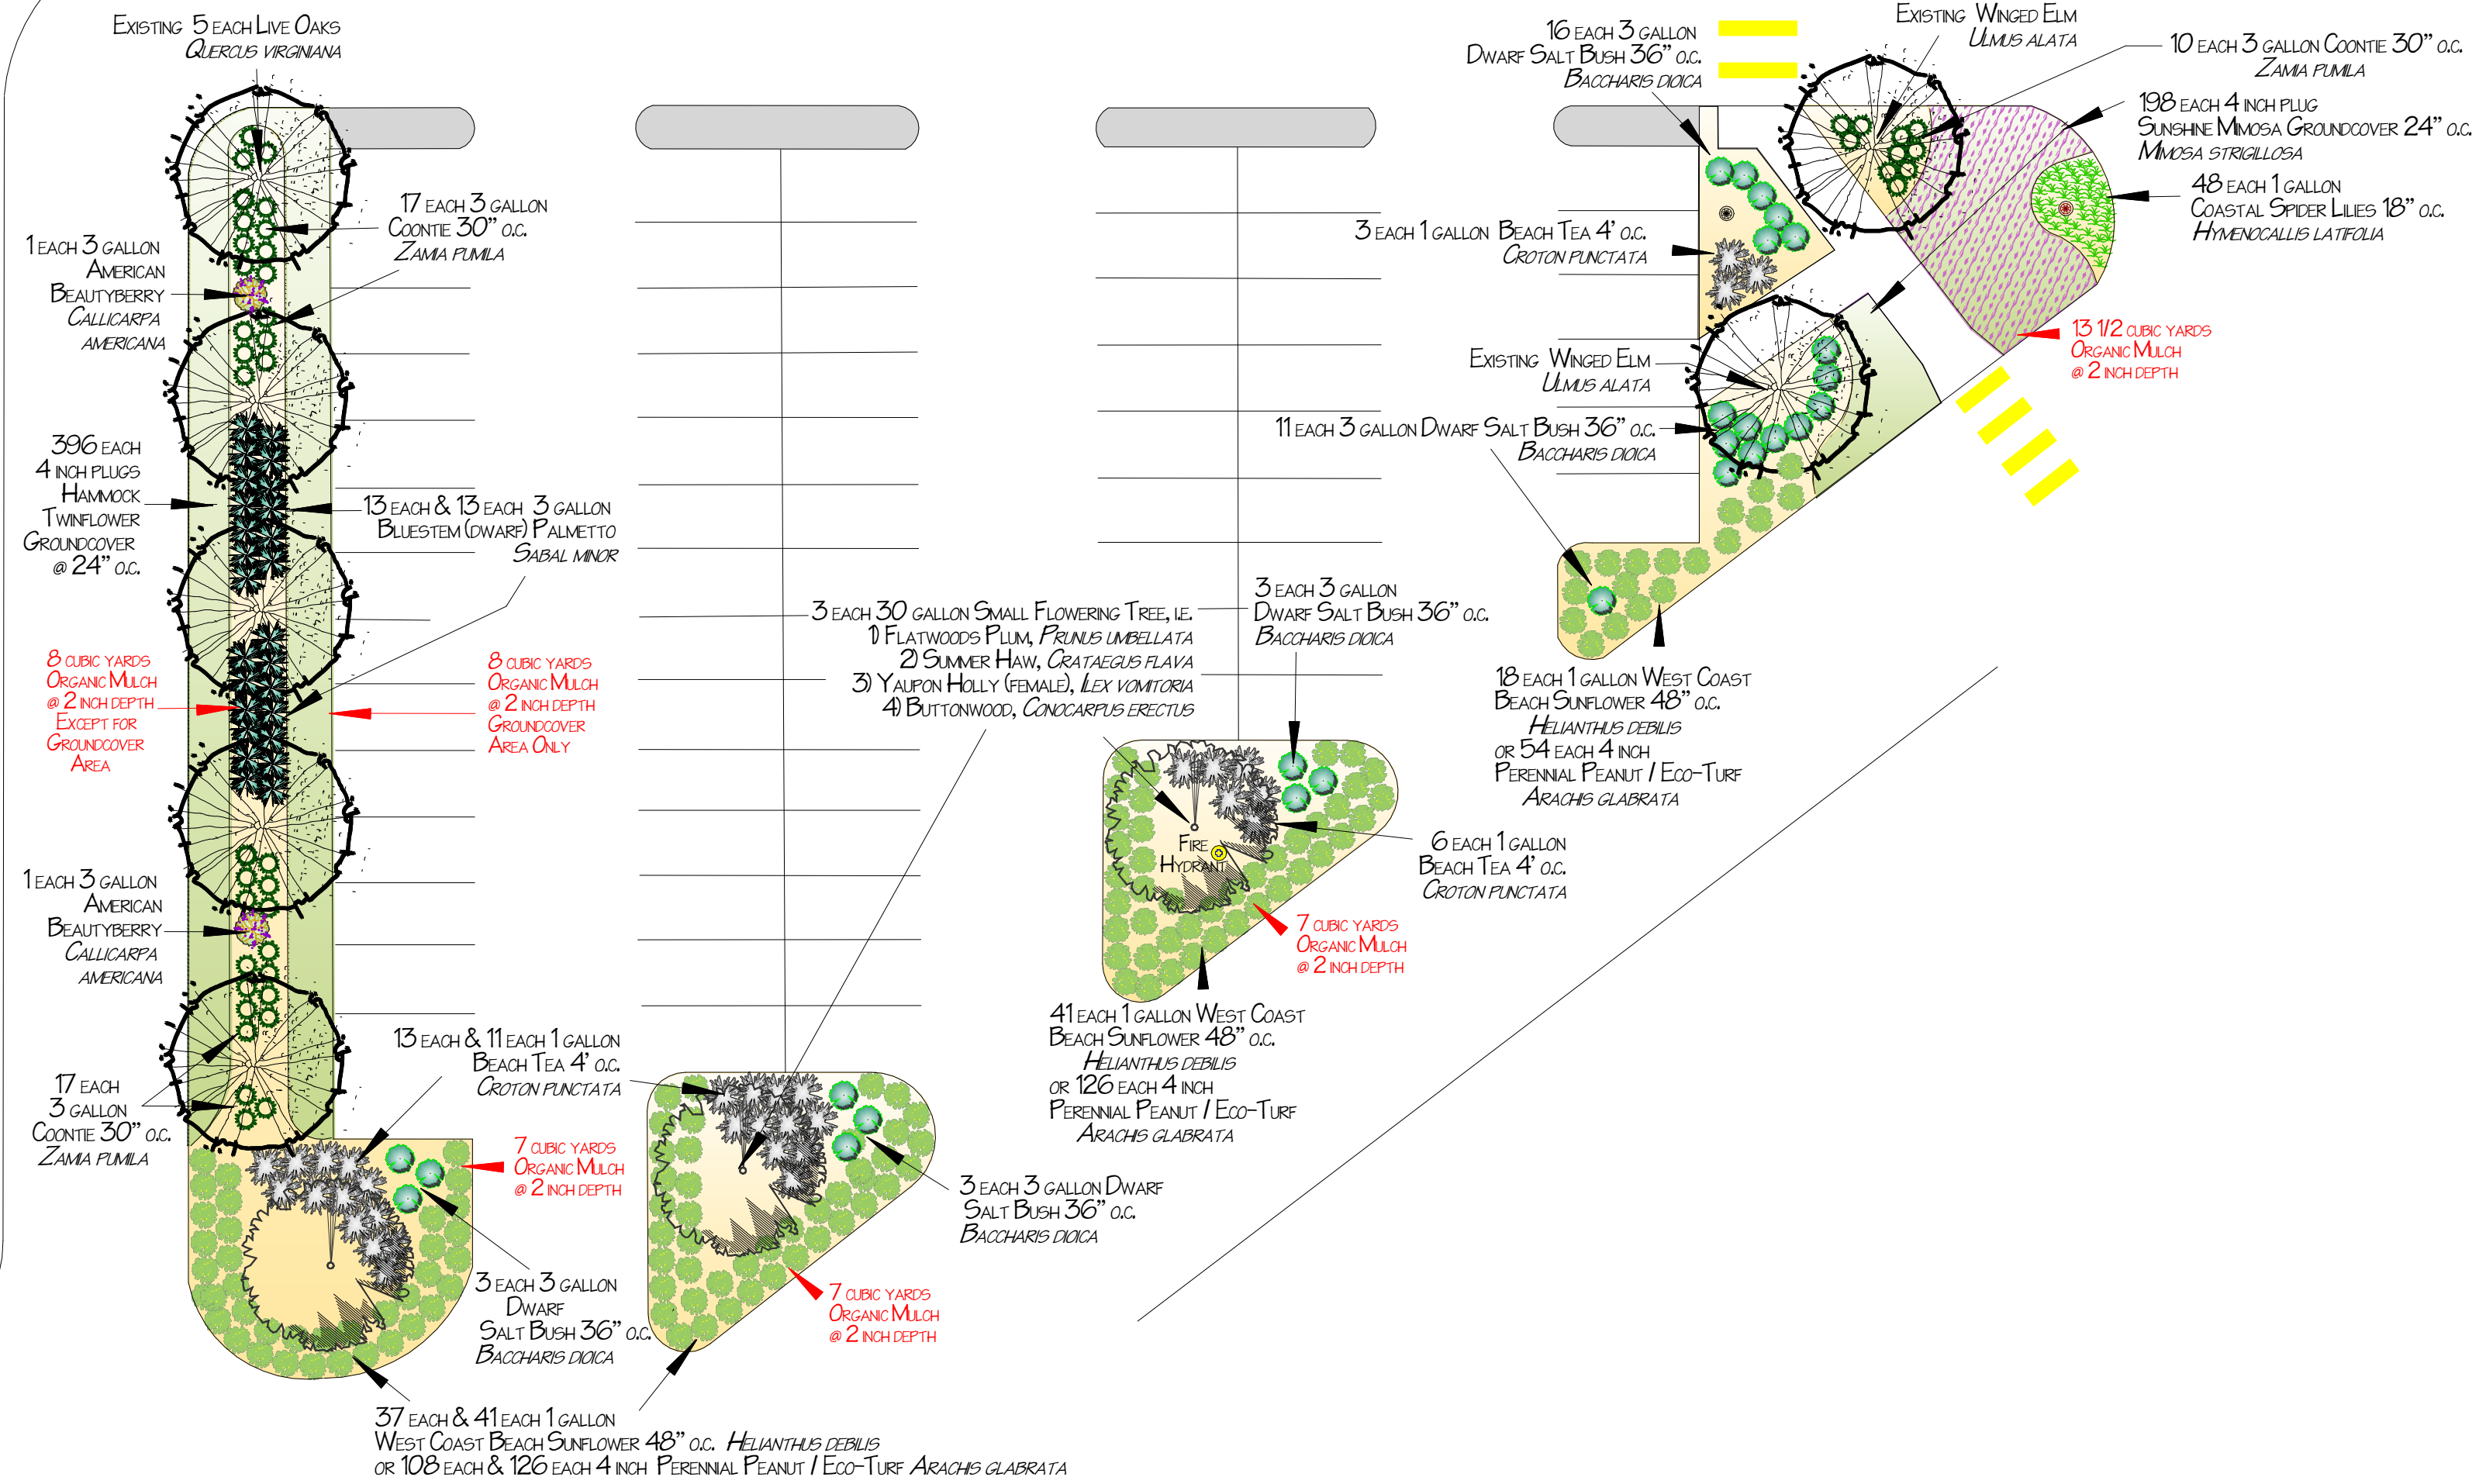 Existing 5 each Live Oaks
Quercus virginiana
17 each 3 gallon
Coontie 30" o.c.
Zamia pumila
1 each 3 gallon
American
Beautyberry
Callicarpa
americana
396 each
4 inch plugs
Hammock
Twinflower
Groundcover
@ 24" o.c.
13 each & 13 each 3 gallon
Bluestem (dwarf) Palmetto
Sabal minor
8 cubic yards
Organic Mulch
@ 2 inch depth
Except for
Groundcover
Area
8 cubic yards
Organic Mulch
@ 2 inch depth
Groundcover
Area Only
1 each 3 gallon
American
Beautyberry
Callicarpa
americana
17 each
3 gallon
Coontie 30" o.c.
Zamia pumila
13 each & 11 each 1 gallon
Beach Tea 4' o.c.
Croton punctata
7 cubic yards
Organic Mulch
@ 2 inch depth
3 each 3 gallon
Dwarf
Salt Bush 36" o.c.
Baccharis dioica
37 each & 41 each 1 gallon
West Coast Beach Sunflower 48" o.c. Helianthus debilis
or 108 each & 126 each 4 inch Perennial Peanut / Eco-Turf Arachis glabrata
3 each 30 gallon Small Flowering Tree, i.e.
1) Flatwoods Plum, Prunus umbellata
2) Summer Haw, Crataegus flava
3) Yaupon Holly (female), Ilex vomitoria
4) Buttonwood, Conocarpus erectus
3 each 3 gallon Dwarf
Salt Bush 36" o.c.
Baccharis dioica
7 cubic yards
Organic Mulch
@ 2 inch depth
3 each 3 gallon
Dwarf Salt Bush 36" o.c.
Baccharis dioica
Fire
Hydrant
6 each 1 gallon
Beach Tea 4' o.c.
Croton punctata
7 cubic yards
Organic Mulch
@ 2 inch depth
41 each 1 gallon West Coast
Beach Sunflower 48" o.c.
Helianthus debilis
or 126 each 4 inch
Perennial Peanut / Eco-Turf
Arachis glabrata
16 each 3 gallon
Dwarf Salt Bush 36" o.c.
Baccharis dioica
Existing Winged Elm
Ulmus alata
10 each 3 gallon Coontie 30" o.c.
Zamia pumila
198 each 4 inch plug
Sunshine Mimosa Groundcover 24" o.c.
Mimosa strigillosa
48 each 1 gallon
Coastal Spider Lilies 18" o.c.
Hymenocallis latifolia
3 each 1 gallon Beach Tea 4' o.c.
Croton punctata
13 1/2 cubic yards
Organic Mulch
@ 2 inch depth
Existing Winged Elm
Ulmus alata
11 each 3 gallon Dwarf Salt Bush 36" o.c.
Baccharis dioica
18 each 1 gallon West Coast
Beach Sunflower 48" o.c.
Helianthus debilis
or 54 each 4 inch
Perennial Peanut / Eco-Turf
Arachis glabrata